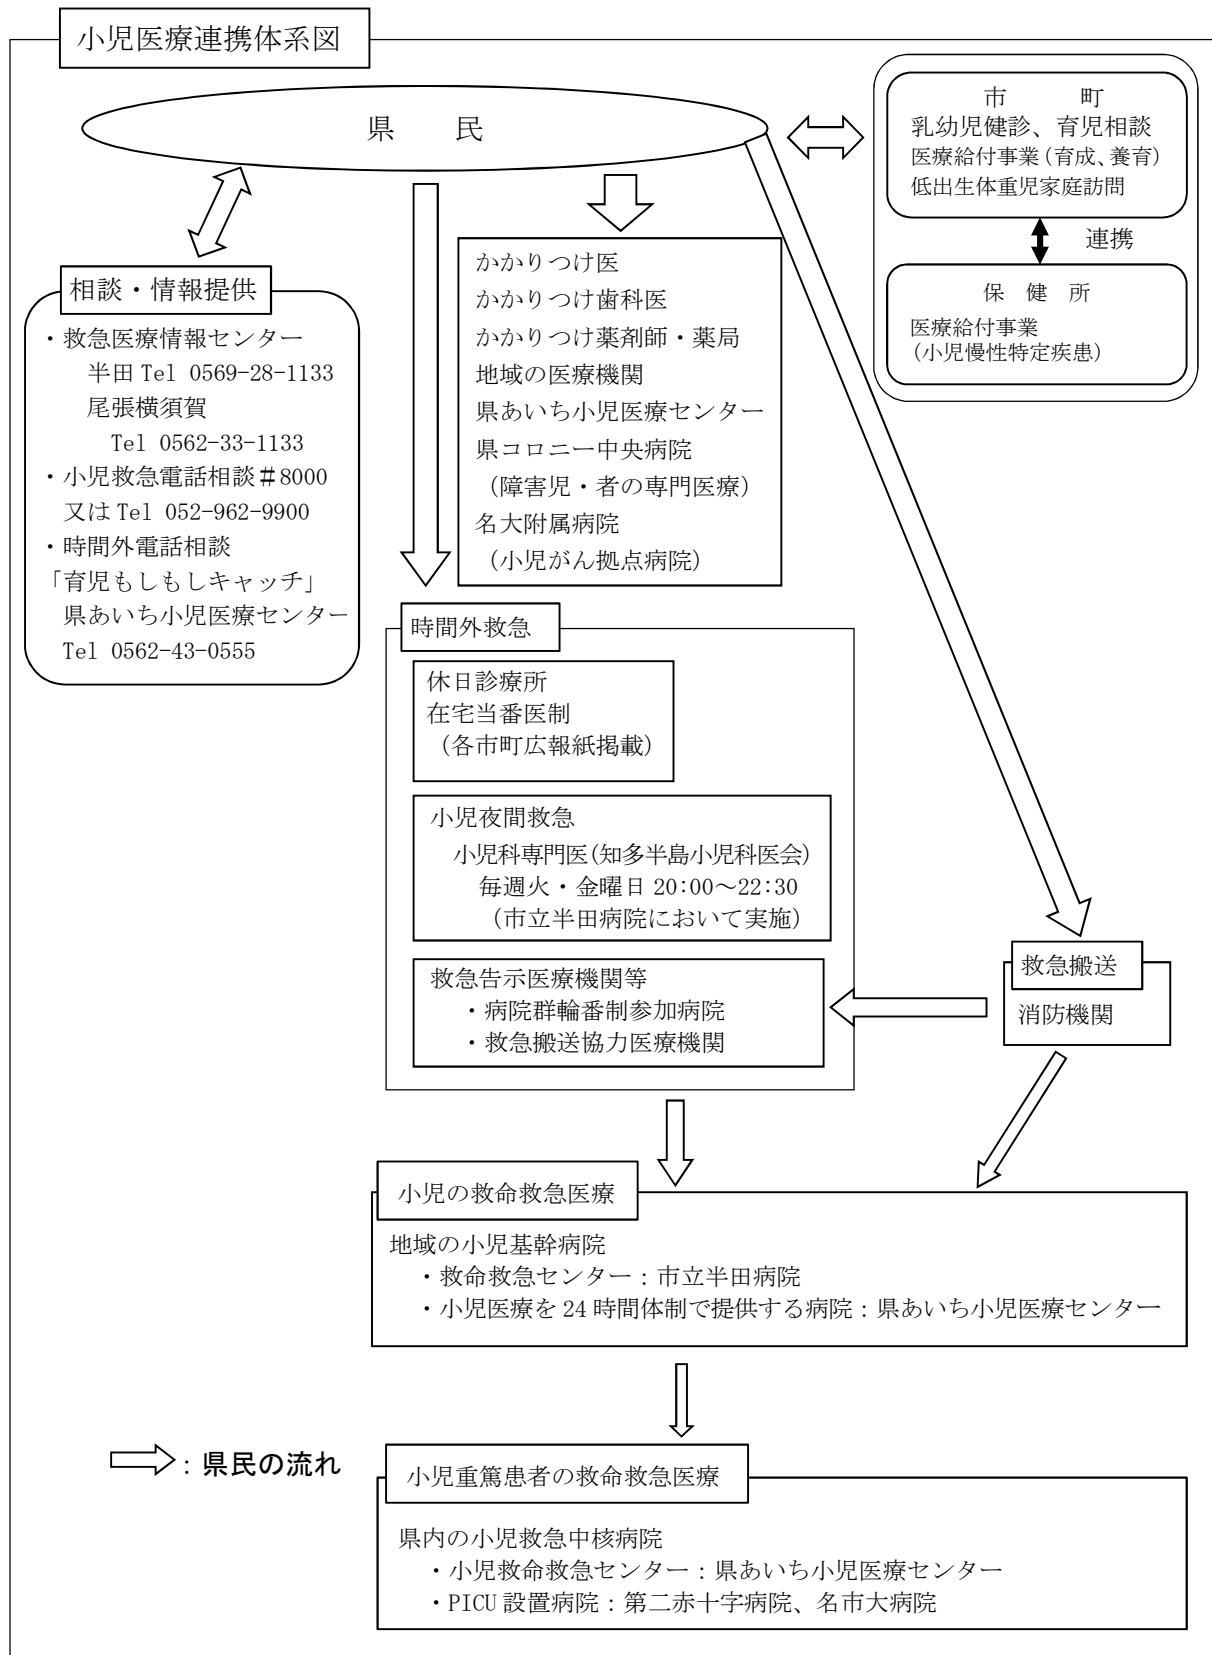 小児医療連携体系図
県　　民
市　　　町
乳幼児健診、育児相談
医療給付事業(育成、養育)
低出生体重児家庭訪問
連携
保　健　所
医療給付事業
(小児慢性特定疾患)
相談・情報提供
・救急医療情報センター
半田 Tel 0569-28-1133
尾張横須賀
Tel 0562-33-1133
・小児救急電話相談＃8000
又は Tel 052-962-9900
・時間外電話相談
「育児もしもしキャッチ」
県あいち小児医療センター
Tel 0562-43-0555
かかりつけ医
かかりつけ歯科医
かかりつけ薬剤師・薬局
地域の医療機関
県あいち小児医療センター
県コロニー中央病院
（障害児・者の専門医療）
名大附属病院
（小児がん拠点病院）
時間外救急
休日診療所
在宅当番医制
（各市町広報紙掲載）
小児夜間救急
小児科専門医(知多半島小児科医会)
毎週火・金曜日 20:00～22:30
（市立半田病院において実施）
救急告示医療機関等
・病院群輪番制参加病院
・救急搬送協力医療機関
救急搬送
消防機関
小児の救命救急医療
地域の小児基幹病院
・救命救急センター：市立半田病院
・小児医療を 24 時間体制で提供する病院：県あいち小児医療センター
：県民の流れ
小児重篤患者の救命救急医療
県内の小児救急中核病院
・小児救命救急センター：県あいち小児医療センター
・PICU 設置病院：第二赤十字病院、名市大病院